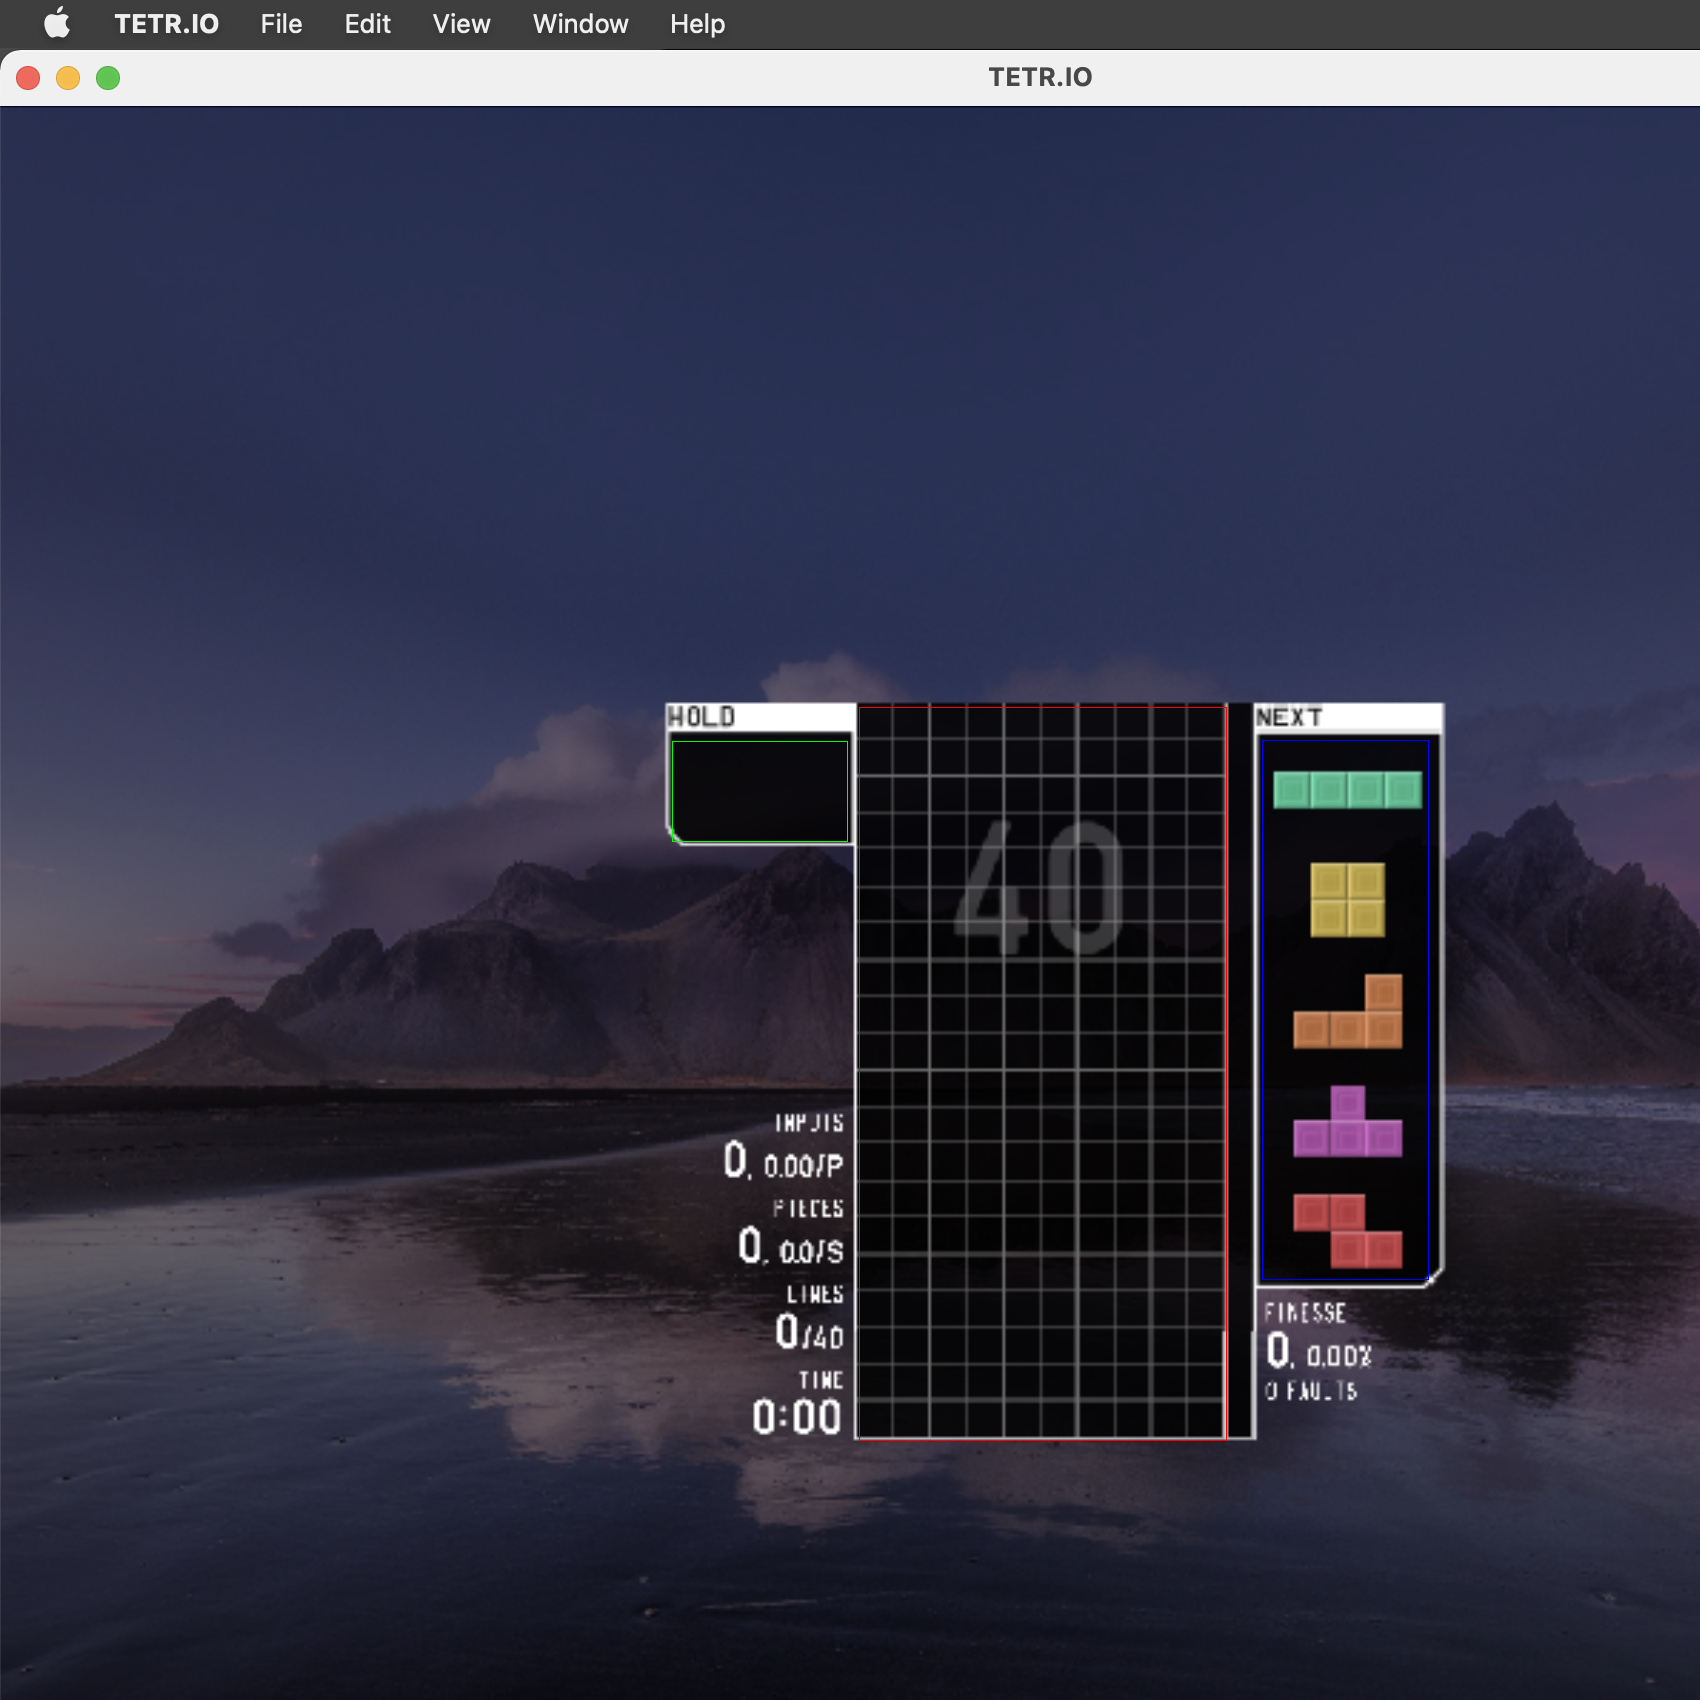 TETR.IO File Edit View Window Help
TETR.IO
HOLD
NEXT
40
INPUTS
0, 0.00/P
PIECES
0, 0.0/S
LINES
0/40
TIME
0:00
FINESSE
0, 0.00%
0 FAULTS